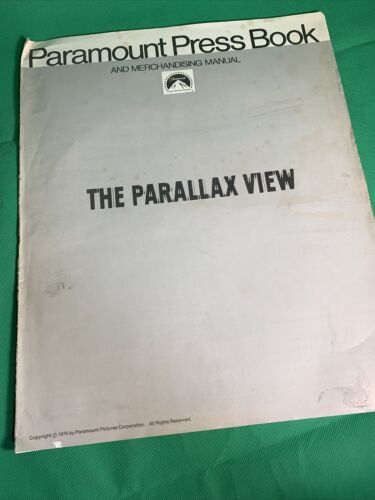 Paramount Press Book
AND MERCHANDISING MANUAL
THE PARALLAX VIEW
Copyright © 1974 by Paramount Pictures Corporation. All Rights Reserved.